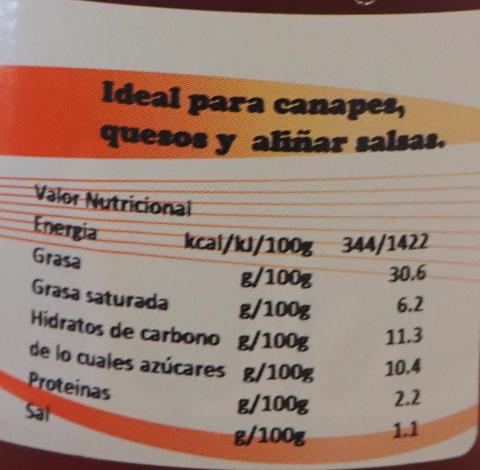 Ideal para canapes,
quesos y aliñar salsas.
Valor Nutricional
Energia kcal/kJ/100g 344/1422
Grasa g/100g 30.6
Grasa saturada g/100g 6.2
Hidratos de carbono g/100g 11.3
de lo cuales azúcares g/100g 10.4
Proteinas g/100g 2.2
Sal g/100g 1.1